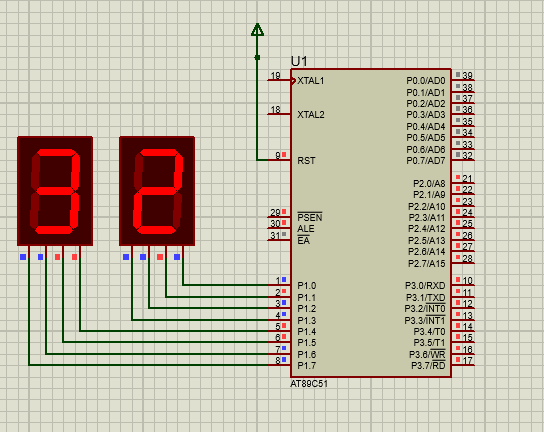 U1
19 XTAL1 P0.0/AD0 39
P0.1/AD1 38
P0.2/AD2 37
18 XTAL2 P0.3/AD3 36
P0.4/AD4 35
P0.5/AD5 34
P0.6/AD6 33
9 RST P0.7/AD7 32
P2.0/A8 21
P2.1/A9 22
P2.2/A10 23
29 PSEN P2.3/A11 24
30 ALE P2.4/A12 25
31 EA P2.5/A13 26
P2.6/A14 27
P2.7/A15 28
32
1 P1.0 P3.0/RXD 10
2 P1.1 P3.1/TXD 11
3 P1.2 P3.2/INT0 12
4 P1.3 P3.3/INT1 13
5 P1.4 P3.4/T0 14
6 P1.5 P3.5/T1 15
7 P1.6 P3.6/WR 16
8 P1.7 P3.7/RD 17
AT89C51